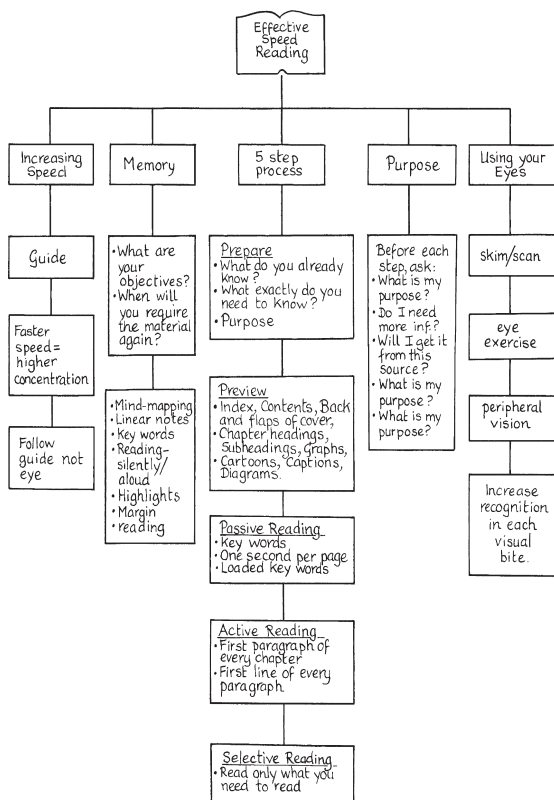 Effective
Speed
Reading
Increasing
Speed
Guide
Faster
speed=
higher
concentration
Follow
guide not
eye
Memory
•What are
your
objectives?
•When will
you require
the material
again?
•Mind-mapping
•Linear notes
•Key words
•Reading-
silently/
aloud
•Highlights
•Margin
•reading
5 step
process
Prepare
•What do you already
know?
•What exactly do you
need to know?
•Purpose
Preview
•Index, Contents, Back
and flaps of cover,
•Chapter headings,
Subheadings, Graphs,
•Cartoons, Captions,
Diagrams.
Passive Reading
•Key words
•One second per page
•Loaded key words
Active Reading
•First paragraph of
every chapter
•First line of every
paragraph
Selective Reading
•Read only what you
need to read
Purpose
Before each
step, ask:
•What is my
purpose?
•Do I need
more inf.?
•Will I get it
from this
source?
•What is my
purpose?
•What is my
purpose?
Using your
Eyes
skim/scan
eye
exercise
peripheral
vision
Increase
recognition
in each
visual
bite.